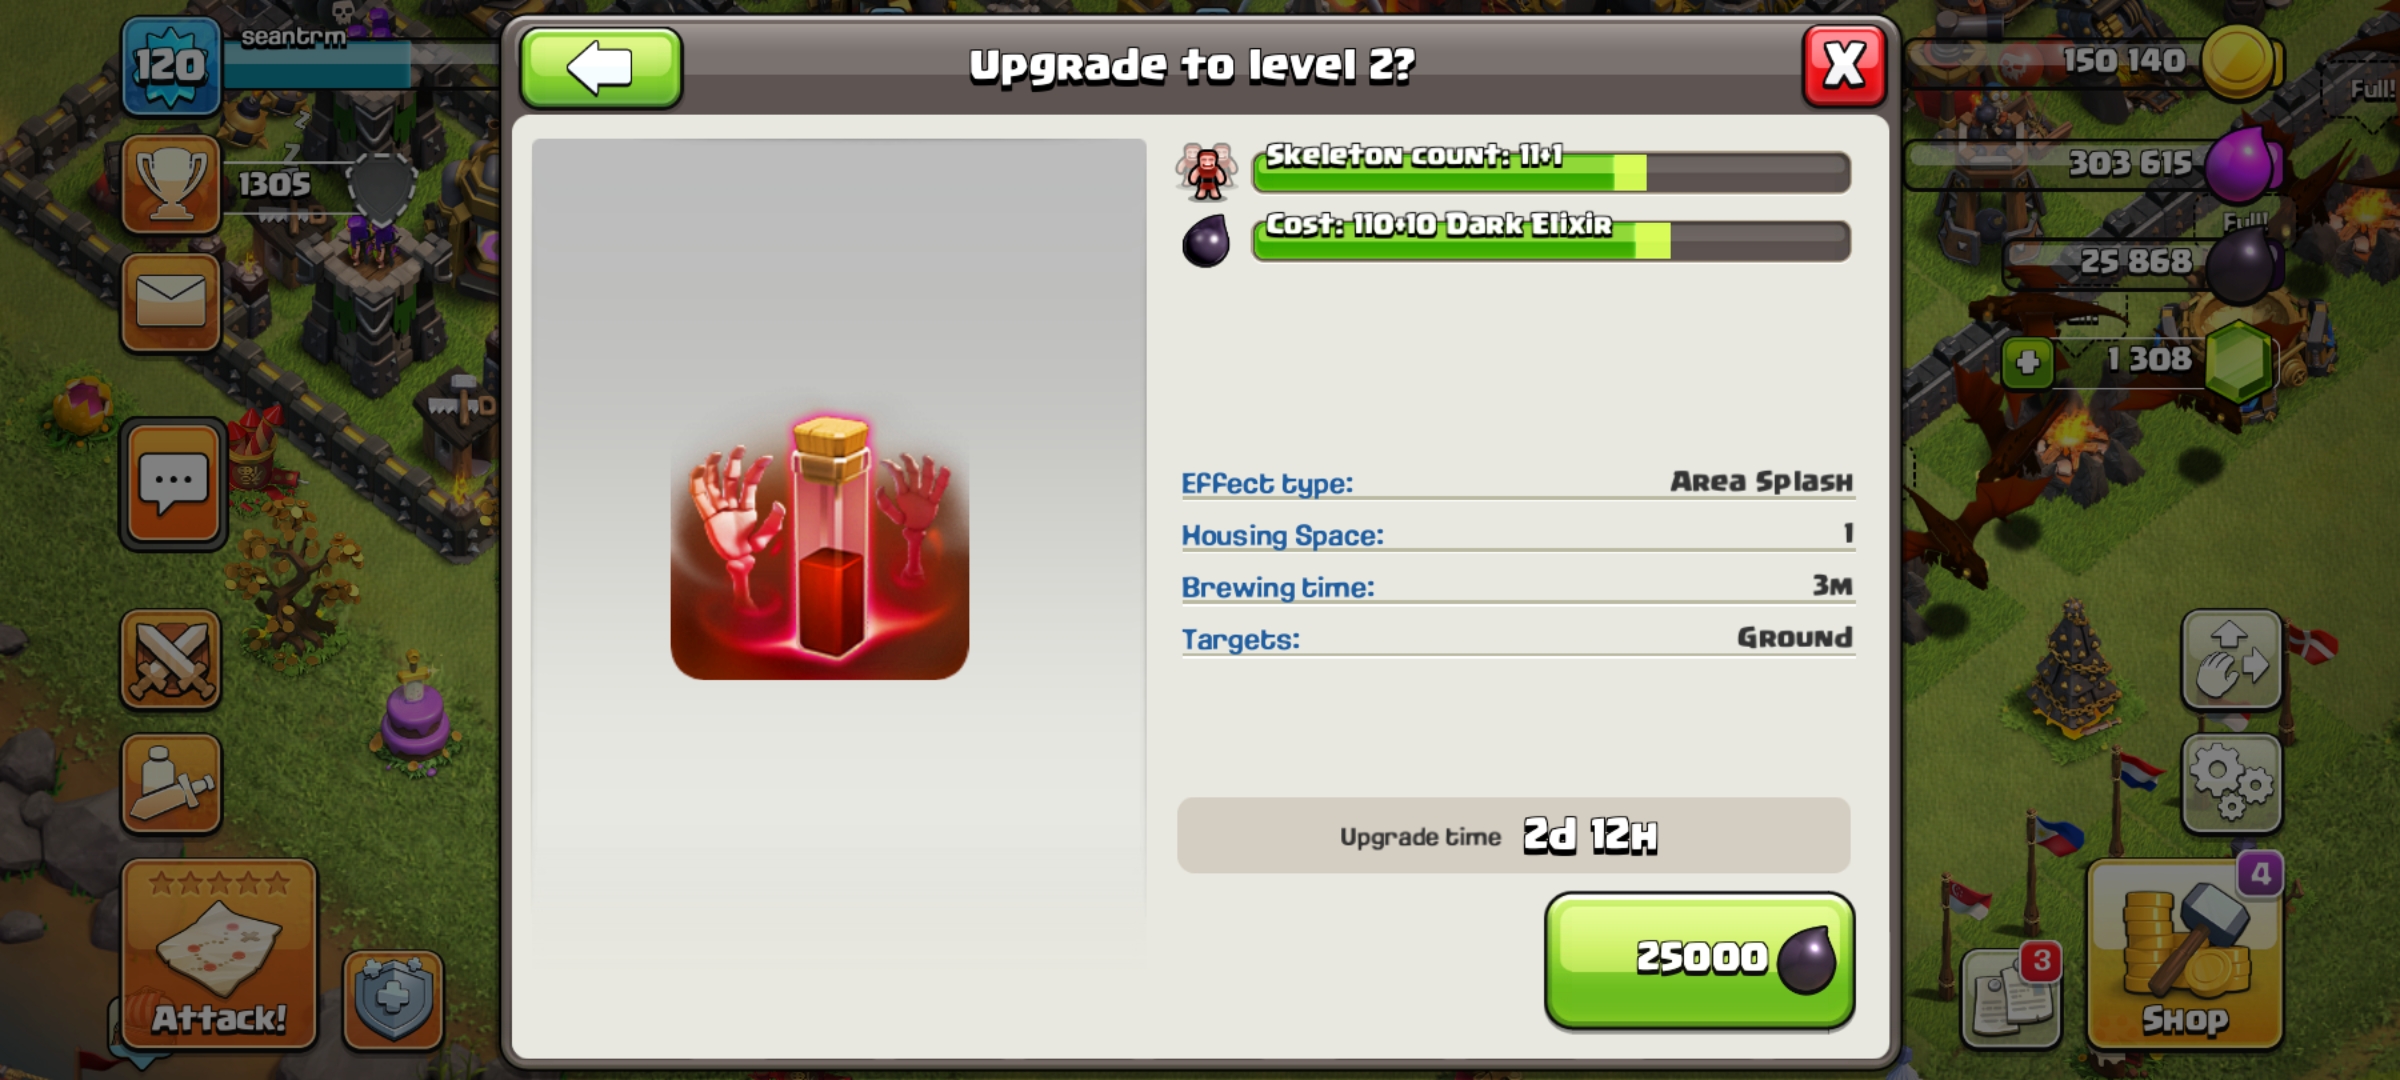 120
seantrm
1305
Attack!
Upgrade to level 2?
X
Skeleton count: 11+1
Cost: 110+10 Dark Elixir
Effect type: Area Splash
Housing Space: 1
Brewing time: 3m
Targets: Ground
Upgrade time 2d 12h
25000
150 140
Full!
303 615
Full!
25 868
1 308
4
3
Shop